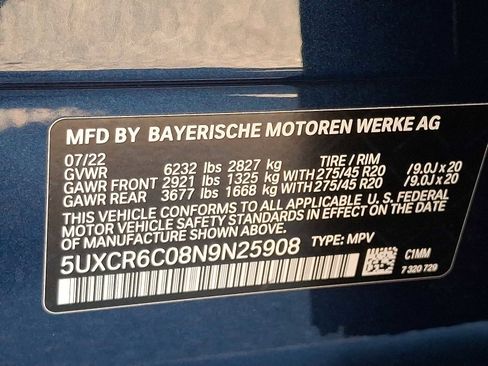 MFD BY BAYERISCHE MOTOREN WERKE AG
07/22
GVWR 6232 lbs 2827 kg TIRE / RIM
GAWR FRONT 2921 lbs 1325 kg WITH 275/45 R20 /9.0J x 20
GAWR REAR 3677 lbs 1668 kg WITH 275/45 R20 /9.0J x 20
THIS VEHICLE CONFORMS TO ALL APPLICABLE U.S. FEDERAL
MOTOR VEHICLE SAFETY STANDARDS IN EFFECT ON THE
DATE OF MANUFACTURE SHOWN ABOVE.
5UXCR6C08N9N25908 TYPE: MPV
C1MM
7 320 729